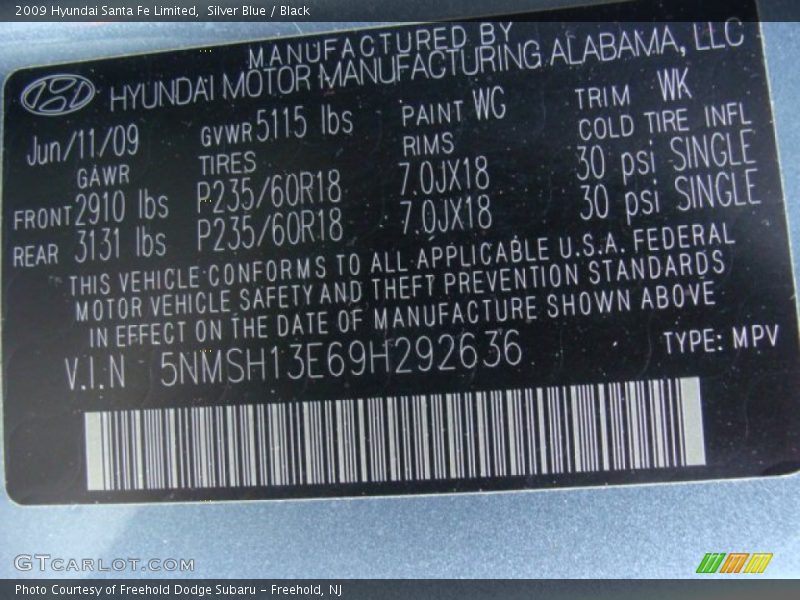 2009 Hyundai Santa Fe Limited, Silver Blue / Black
MANUFACTURED BY
HYUNDAI MOTOR MANUFACTURING ALABAMA, LLC
Jun/11/09 GVWR 5115 lbs PAINT WG TRIM WK
GAWR TIRES RIMS COLD TIRE INFL
FRONT 2910 lbs P235/60R18 7.0JX18 30 psi SINGLE
REAR 3131 lbs P235/60R18 7.0JX18 30 psi SINGLE
THIS VEHICLE CONFORMS TO ALL APPLICABLE U.S.A. FEDERAL
MOTOR VEHICLE SAFETY AND THEFT PREVENTION STANDARDS
IN EFFECT ON THE DATE OF MANUFACTURE SHOWN ABOVE
V.I.N 5NMSH13E69H292636 TYPE: MPV
GTCARLOT.COM
Photo Courtesy of Freehold Dodge Subaru - Freehold, NJ